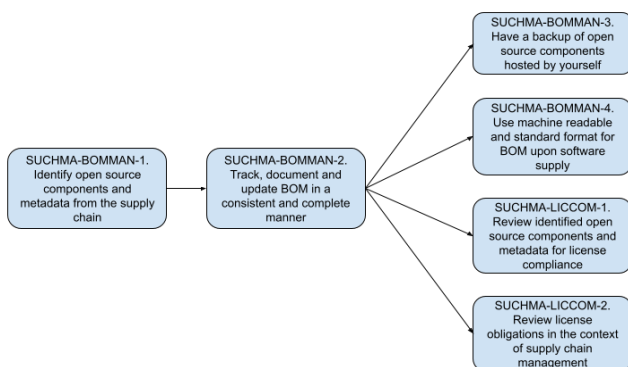 SUCHMA-BOMMAN-1.
Identify open source
components and
metadata from the supply
chain
SUCHMA-BOMMAN-2.
Track, document and
update BOM in a
consistent and complete
manner
SUCHMA-BOMMAN-3.
Have a backup of open
source components
hosted by yourself
SUCHMA-BOMMAN-4.
Use machine readable
and standard format for
BOM upon software
supply
SUCHMA-LICCOM-1.
Review identified open
source components and
metadata for license
compliance
SUCHMA-LICCOM-2.
Review license
obligations in the context
of supply chain
management